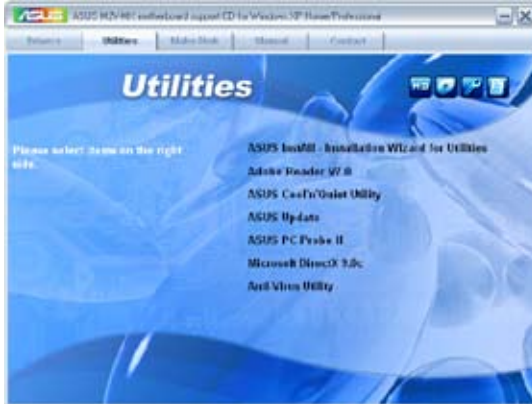 ASUS
ASUS M2V-MX motherboard support CD for Windows XP Home/Professional
Drivers
Utilities
Make Disk
Manual
Contact
Utilities
Please select items on the right side.
ASUS InstAll - Installation Wizard for Utilities
Adobe Reader V7.0
ASUS Cool'n'Quiet Utility
ASUS Update
ASUS PC Probe II
Microsoft DirectX 9.0c
Anti-Virus Utility